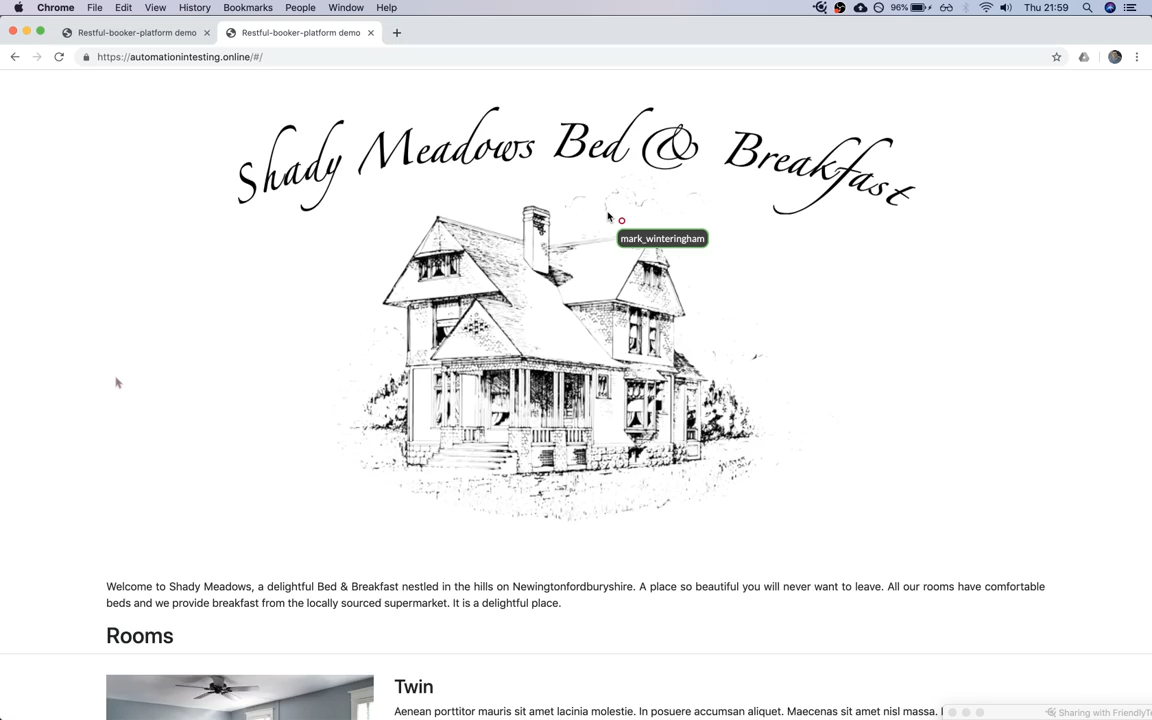 Chrome File Edit View History Bookmarks People Window Help 96% Thu 21:59
Restful-booker-platform demo Restful-booker-platform demo
https://automationintesting.online/#/
Shady Meadows Bed & Breakfast
mark_winteringham
Welcome to Shady Meadows, a delightful Bed & Breakfast nestled in the hills on Newingtonfordburyshire. A place so beautiful you will never want to leave. All our rooms have comfortable
beds and we provide breakfast from the locally sourced supermarket. It is a delightful place.
Rooms
Twin
Aenean porttitor mauris sit amet lacinia molestie. In posuere accumsan aliquet. Maecenas sit amet nisl massa.
Sharing with FriendlyTe